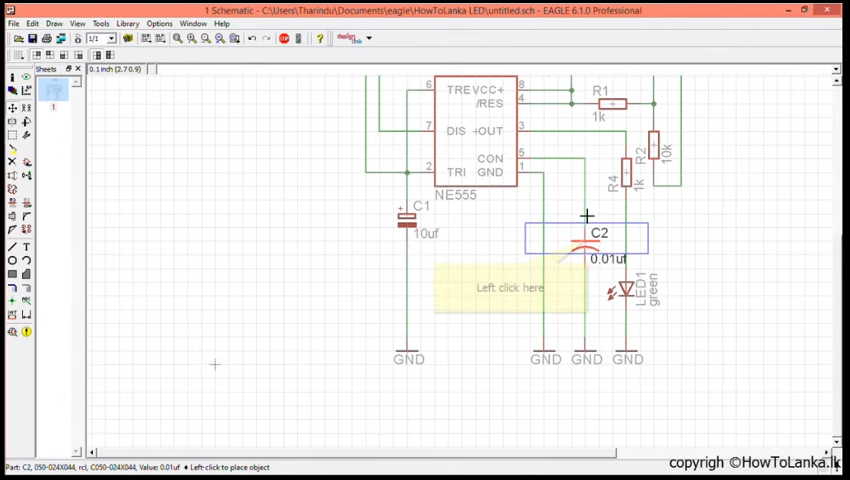 1 Schematic - C:\Users\Tharindu\Documents\eagle\HowToLanka LED\untitled.sch - EAGLE 6.1.0 Professional
File Edit Draw View Tools Library Options Window Help
1/1
design link
Sheets
0.1 inch (2.7 0.9)
1
6
7
2
TRE
VCC+
/RES
DIS
+OUT
CON
TRI
GND
8
4
3
5
1
NE555
R1
1k
R2
10k
R4
1k
C1
+
10uf
C2
0.01uf
Left click here
LED1
green
GND
GND
GND
GND
Part: C2, 050-024X044, rcl, C050-024X044, Value: 0.01uf ♦ Left-click to place object
copyrigh ©HowToLanka.lk